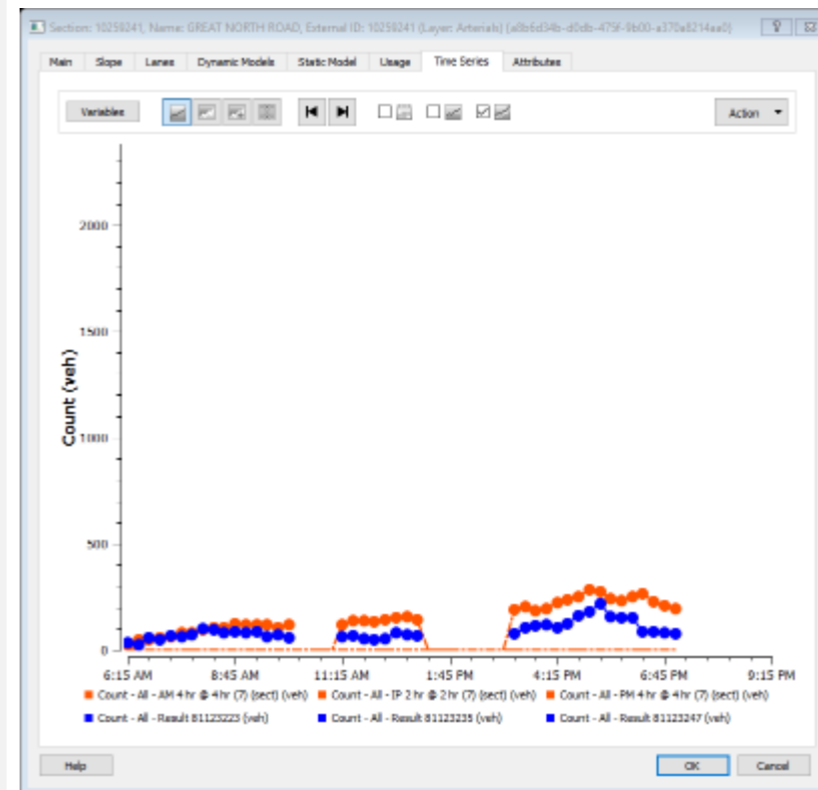 Section: 10259241, Name: GREAT NORTH ROAD, External ID: 10259241 (Layer: Arterials) {a8b6d34b-d0db-475f-9b00-a370a8214aa0}
Main Slope Lanes Dynamic Models Static Model Usage Time Series Attributes
Variables Action
2000
1500
1000
500
0
Count (veh)
6:15 AM 8:45 AM 11:15 AM 1:45 PM 4:15 PM 6:45 PM 9:15 PM
Count - All - AM 4 hr @ 4 hr (7) (sect) (veh) Count - All - IP 2 hr @ 2 hr (7) (sect) (veh) Count - All - PM 4 hr @ 4 hr (7) (sect) (veh)
Count - All - Result 81123223 (veh) Count - All - Result 81123235 (veh) Count - All - Result 81123247 (veh)
Help OK Cancel